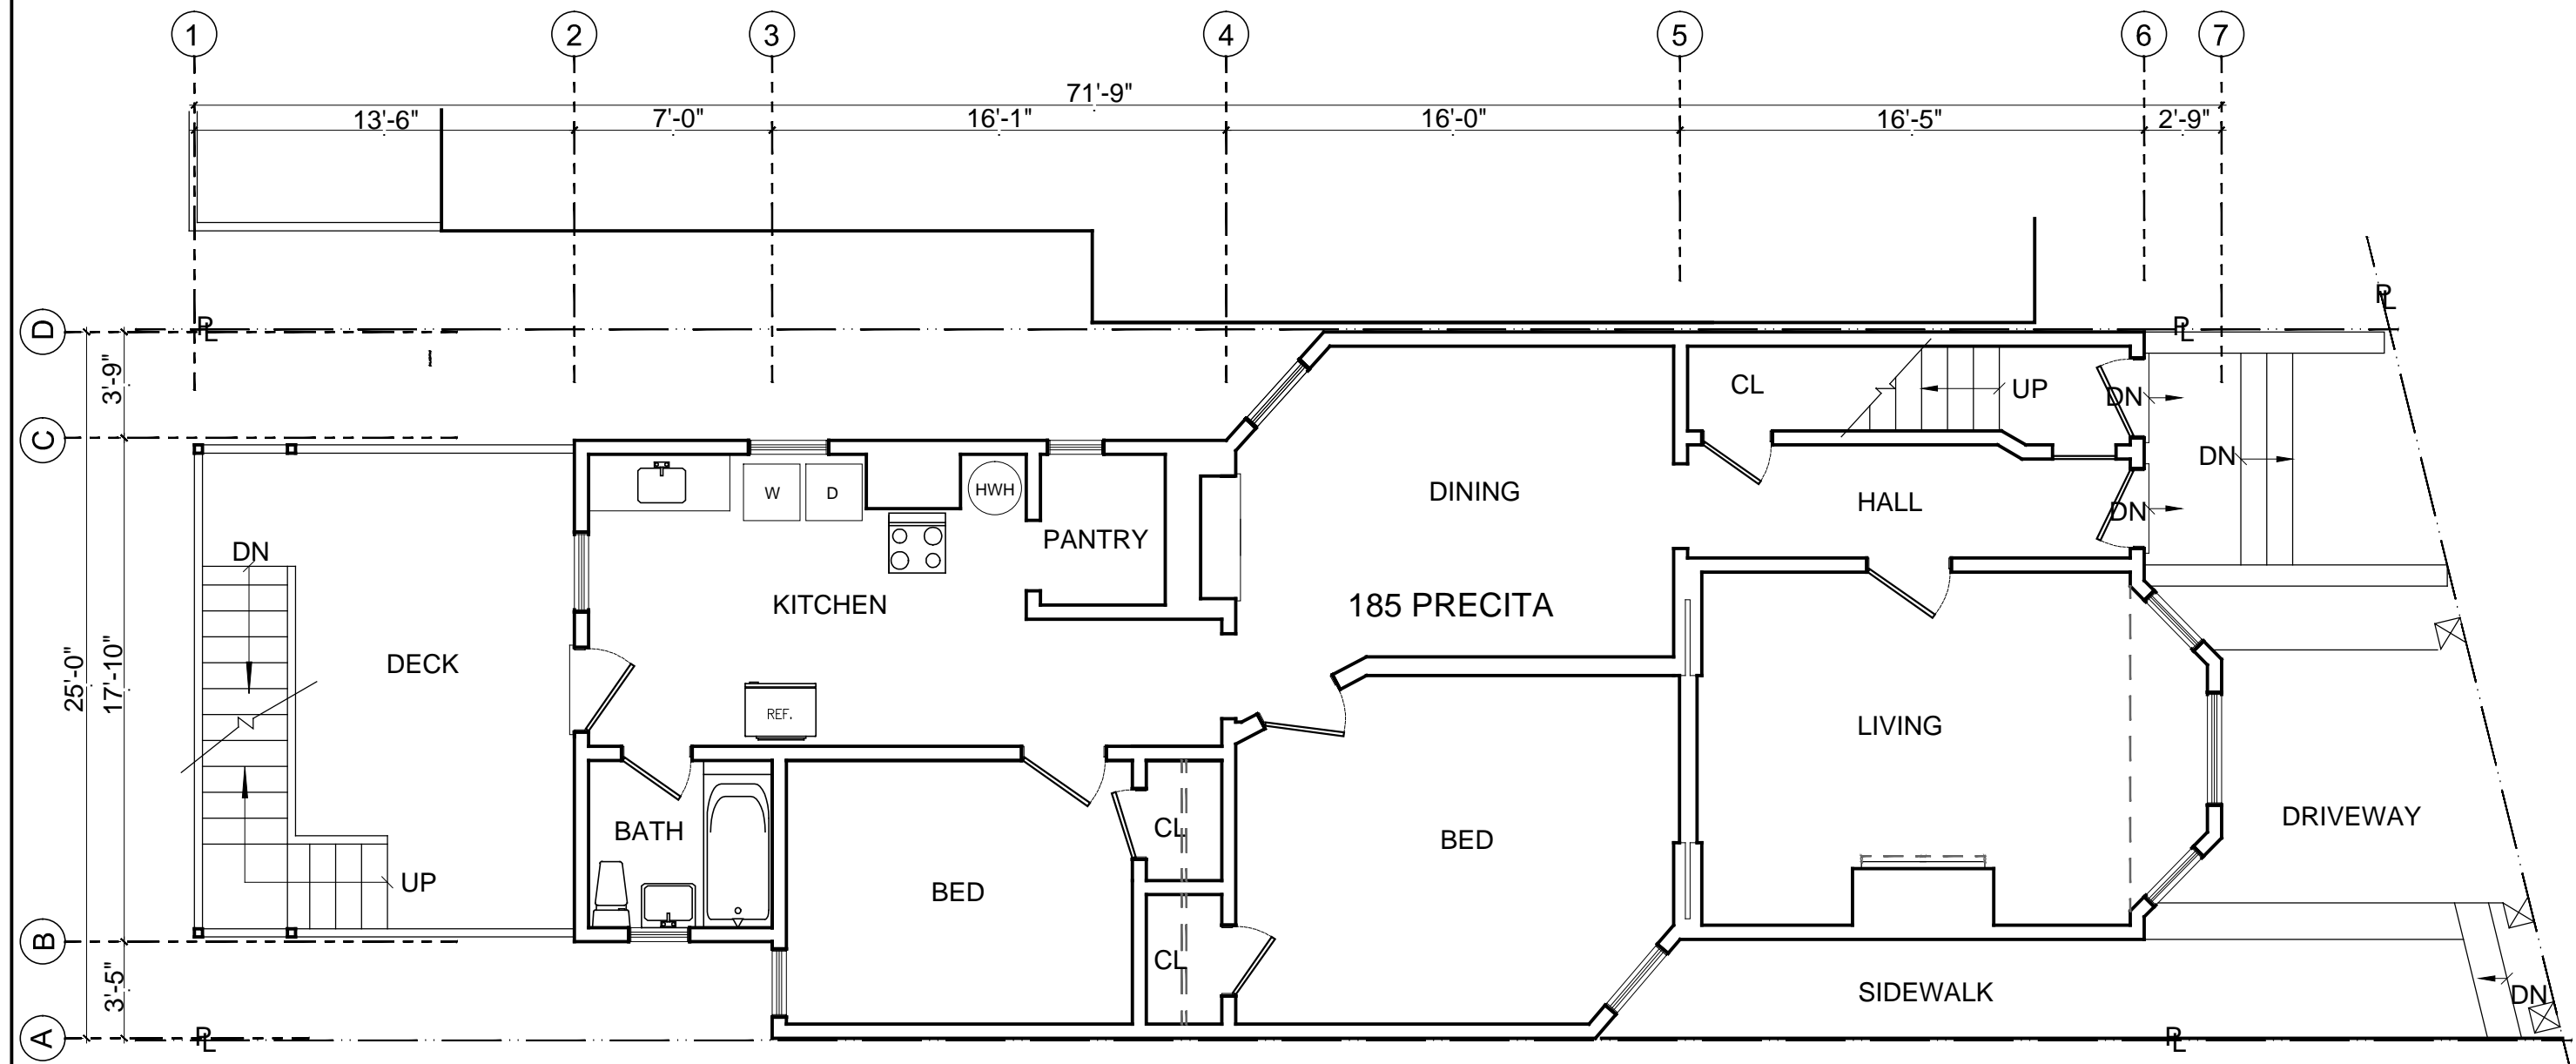 1 2 3 4 5 6 7
71'-9"
13'-6" 7'-0" 16'-1" 16'-0" 16'-5" 2'-9"
D
PL PL PL
3'-9"
C
CL UP DN
DN
W D HWH DINING HALL DN
PANTRY
DN
KITCHEN 185 PRECITA
25'-0" 17'-10"
DECK
REF. LIVING
BATH CL BED DRIVEWAY
UP BED
B
3'-5" CL SIDEWALK DN
A
PL PL